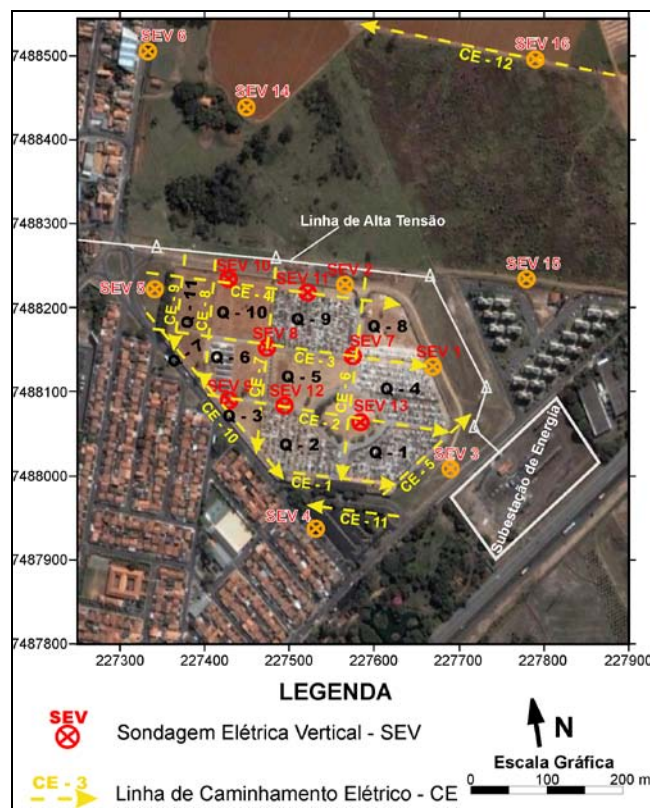 7488500
7488400
7488300
7488200
7488100
7488000
7487900
7487800
227300 227400 227500 227600 227700 227800 227900
SEV 6
SEV 16
CE - 12
SEV 14
Linha de Alta Tensão
SEV 10
SEV 11
SEV 2
SEV 15
SEV 5
CE - 9
Q - 11
CE - 8
CE - 4
Q - 10
Q - 9
Q - 8
SEV 8
SEV 7
Q - 7
Q - 6
CE - 7
Q - 5
CE - 3
CE - 6
SEV 1
Q - 4
SEV 9
SEV 12
Q - 3
CE - 2
SEV 13
CE - 10
Q - 2
Q - 1
CE - 5
SEV 3
CE - 1
SEV 4
CE - 11
Subestação de Energia
LEGENDA
SEV
Sondagem Elétrica Vertical - SEV
N
Escala Gráfica
0 100 200 m
CE - 3
Linha de Caminhamento Elétrico - CE